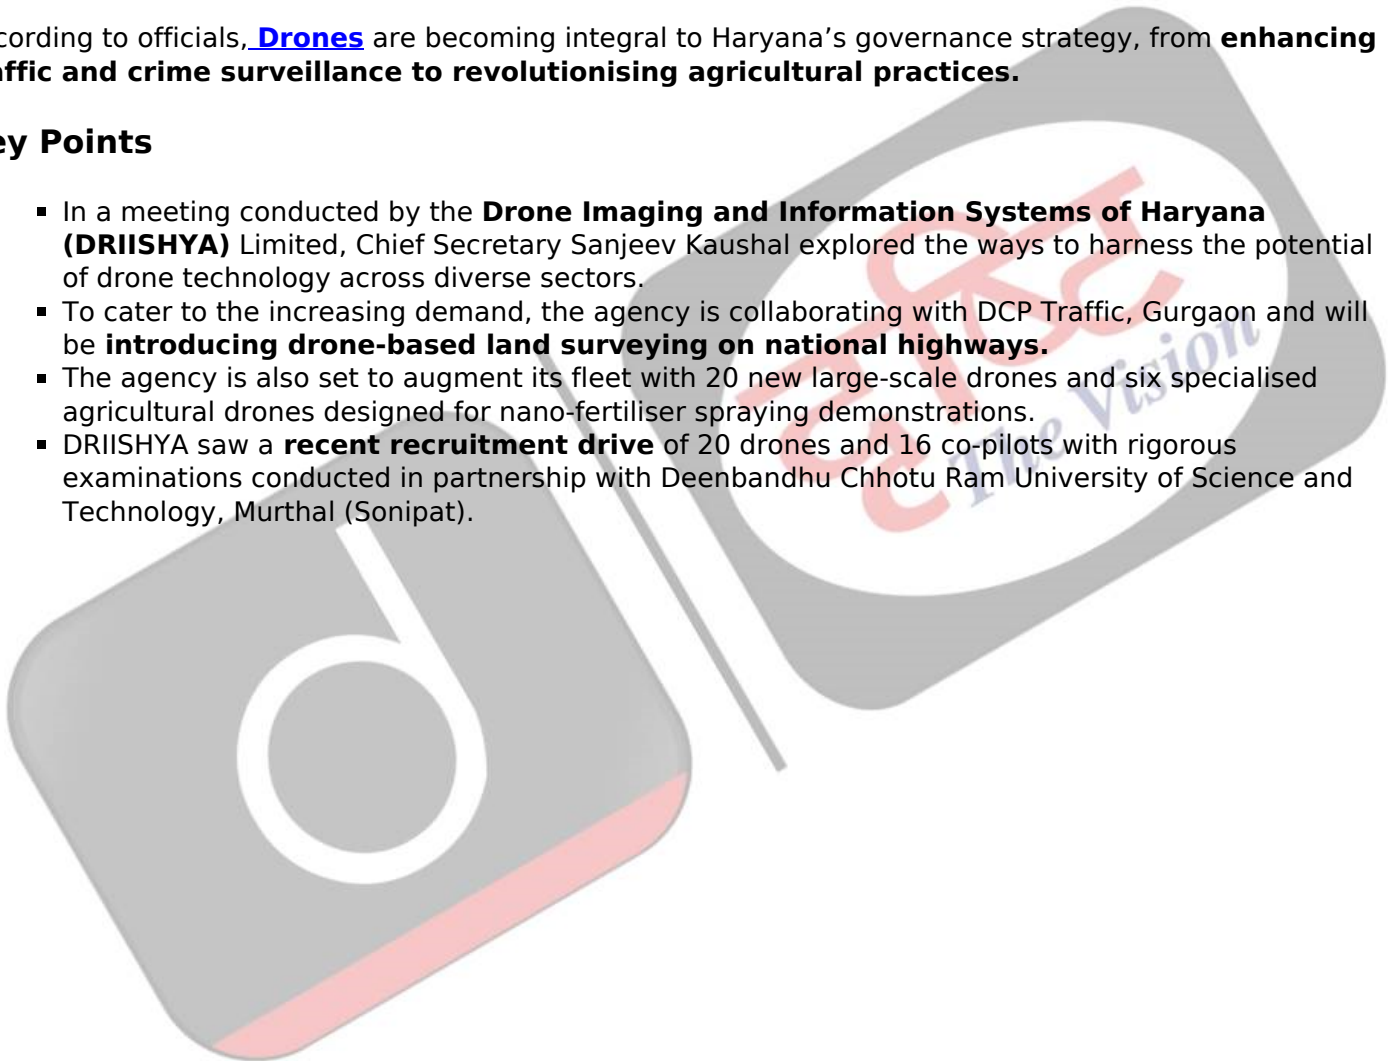 cording to officials, Drones are becoming integral to Haryana’s governance strategy, from enhancing
affic and crime surveillance to revolutionising agricultural practices.
ey Points
▪ In a meeting conducted by the Drone Imaging and Information Systems of Haryana
(DRIISHYA) Limited, Chief Secretary Sanjeev Kaushal explored the ways to harness the potential
of drone technology across diverse sectors.
▪ To cater to the increasing demand, the agency is collaborating with DCP Traffic, Gurgaon and will
be introducing drone-based land surveying on national highways.
▪ The agency is also set to augment its fleet with 20 new large-scale drones and six specialised
agricultural drones designed for nano-fertiliser spraying demonstrations.
▪ DRIISHYA saw a recent recruitment drive of 20 drones and 16 co-pilots with rigorous
examinations conducted in partnership with Deenbandhu Chhotu Ram University of Science and
Technology, Murthal (Sonipat).
दृष्टि
The Vision
d